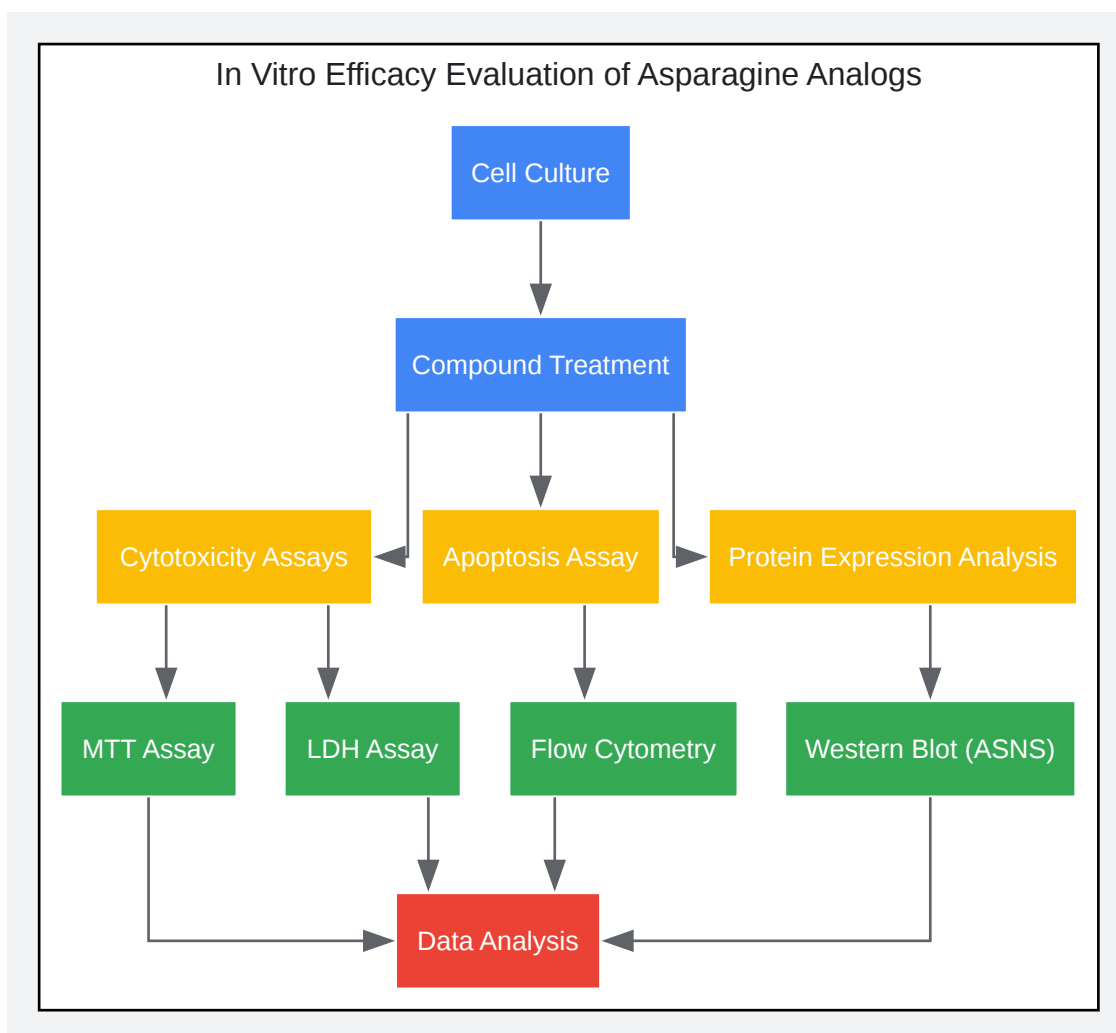 In Vitro Efficacy Evaluation of Asparagine Analogs
Cell Culture
Compound Treatment
Cytotoxicity Assays
Apoptosis Assay
Protein Expression Analysis
MTT Assay
LDH Assay
Flow Cytometry
Western Blot (ASNS)
Data Analysis